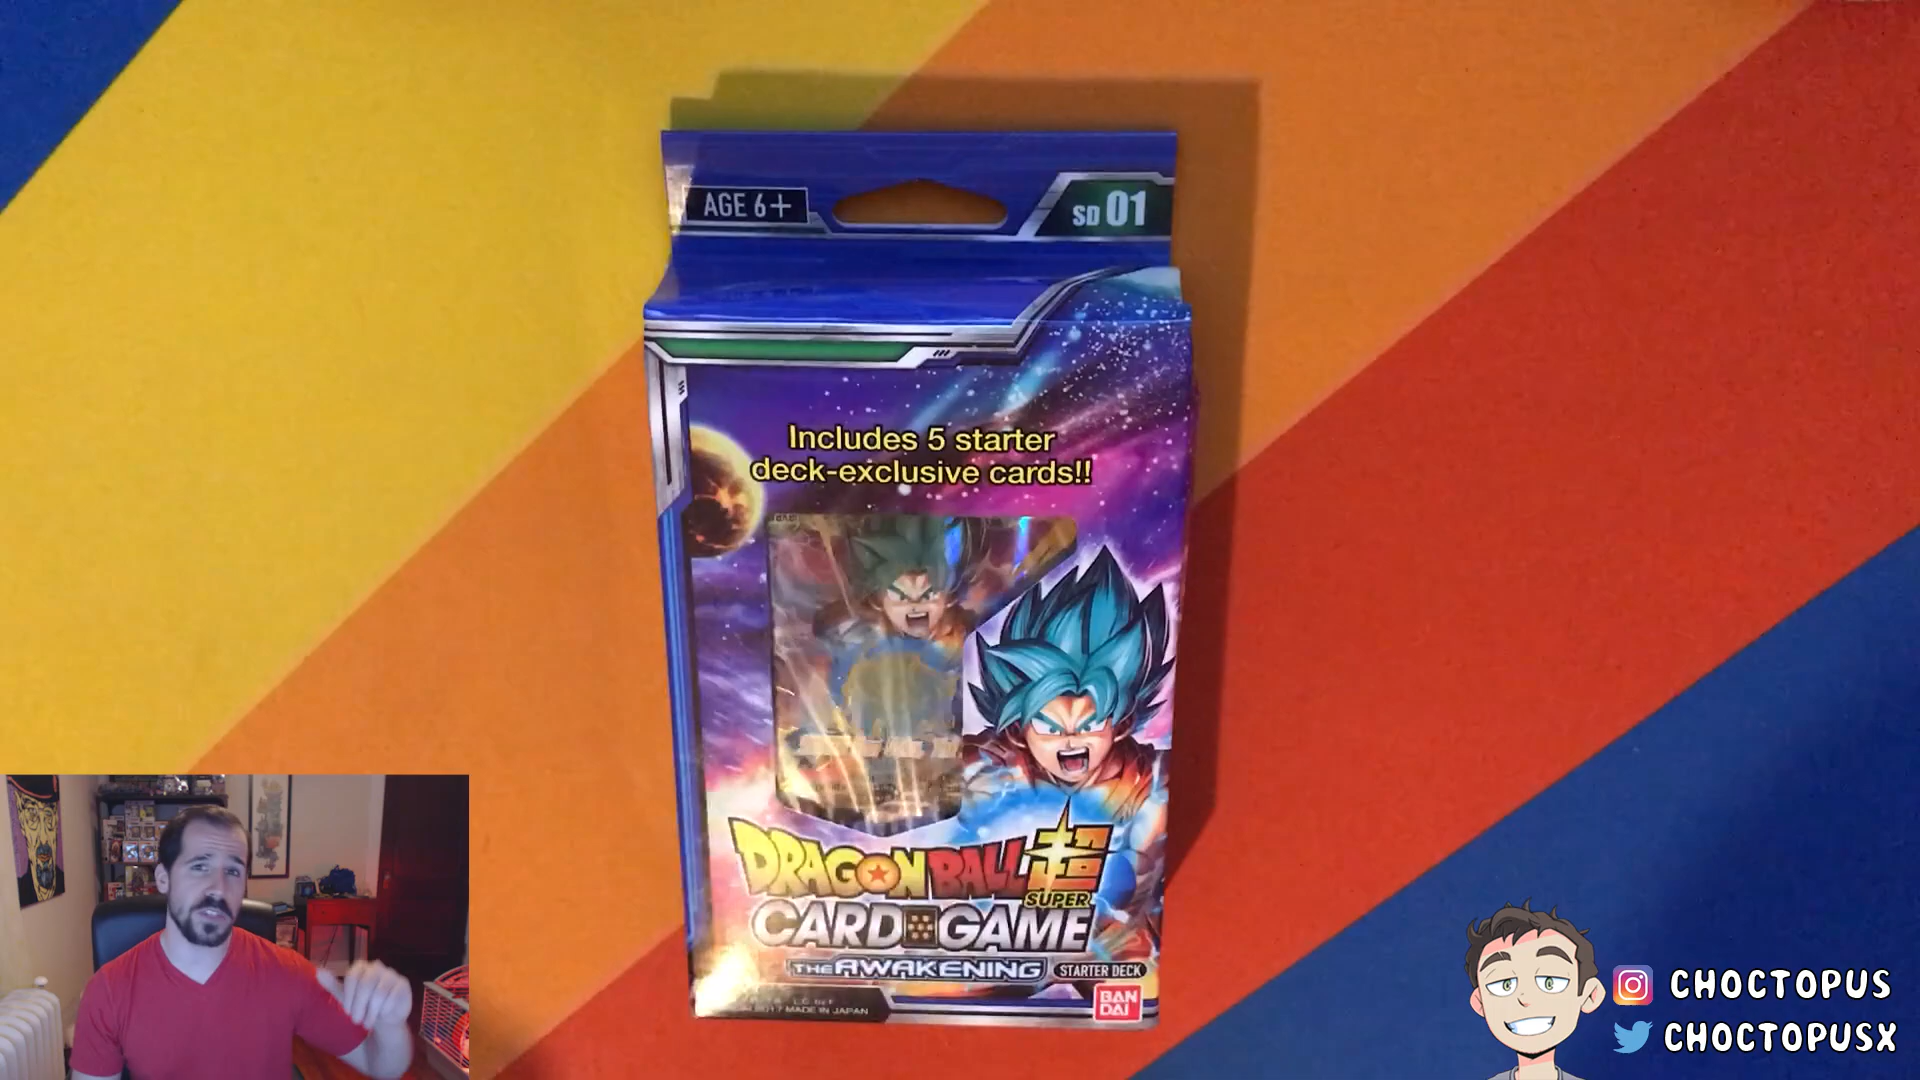 AGE 6+
SD 01
Includes 5 starter
deck-exclusive cards!!
DRAGON BALL 超
SUPER
CARD GAME
THE AWAKENING STARTER DECK
2017 MADE IN JAPAN
BAN
DAI
CHOCTOPUS
CHOCTOPUSX